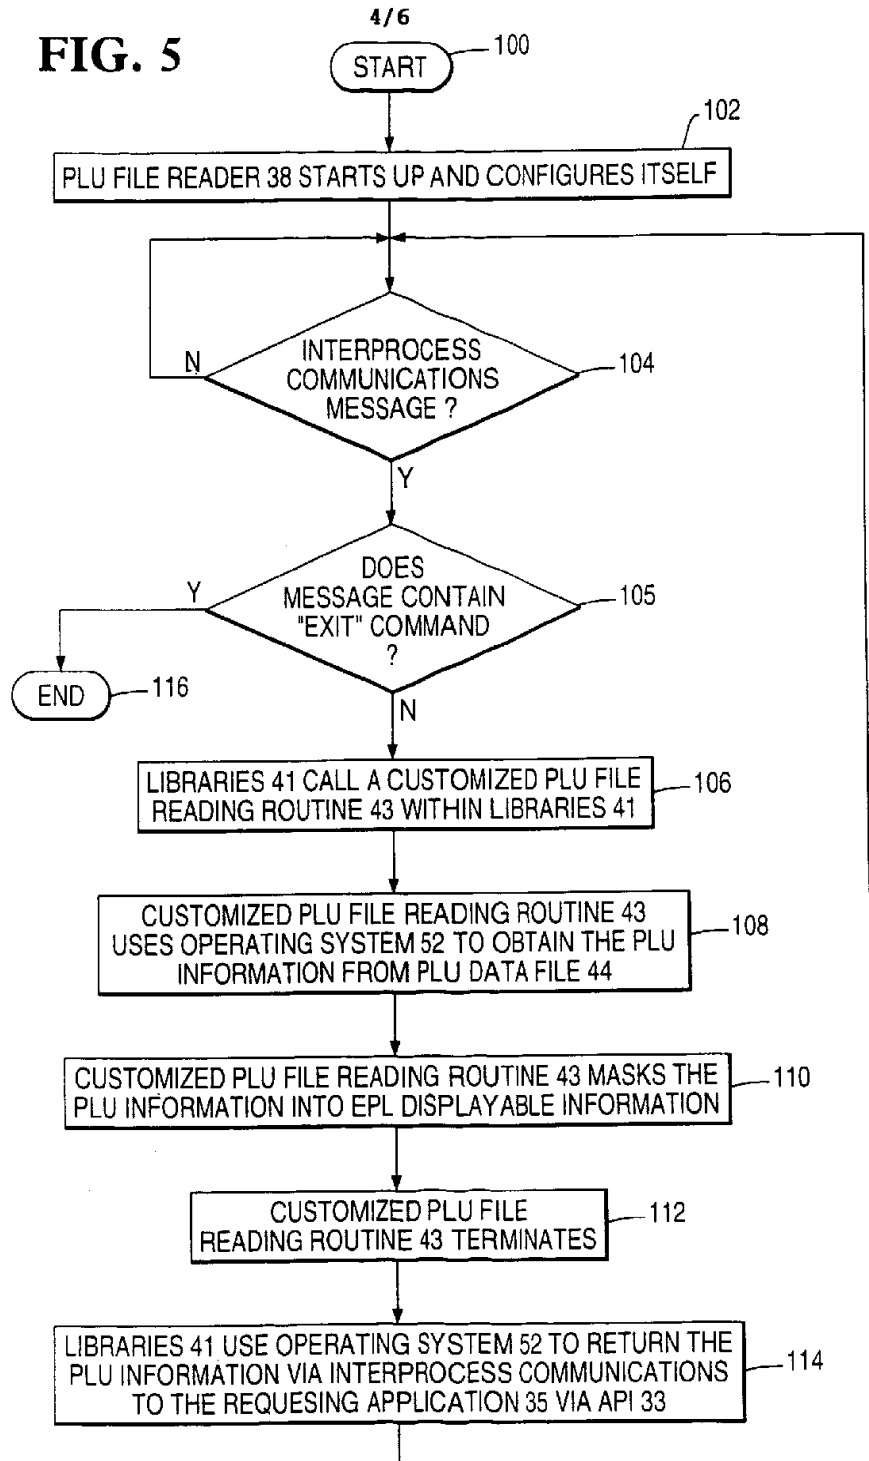 4/6
FIG. 5
START
100
102
PLU FILE READER 38 STARTS UP AND CONFIGURES ITSELF
N
INTERPROCESS
COMMUNICATIONS
MESSAGE ?
104
Y
DOES
MESSAGE CONTAIN
"EXIT" COMMAND
?
105
Y
END
116
N
LIBRARIES 41 CALL A CUSTOMIZED PLU FILE
READING ROUTINE 43 WITHIN LIBRARIES 41
106
CUSTOMIZED PLU FILE READING ROUTINE 43
USES OPERATING SYSTEM 52 TO OBTAIN THE PLU
INFORMATION FROM PLU DATA FILE 44
108
CUSTOMIZED PLU FILE READING ROUTINE 43 MASKS THE
PLU INFORMATION INTO EPL DISPLAYABLE INFORMATION
110
CUSTOMIZED PLU FILE
READING ROUTINE 43 TERMINATES
112
LIBRARIES 41 USE OPERATING SYSTEM 52 TO RETURN THE
PLU INFORMATION VIA INTERPROCESS COMMUNICATIONS
TO THE REQUESING APPLICATION 35 VIA API 33
114